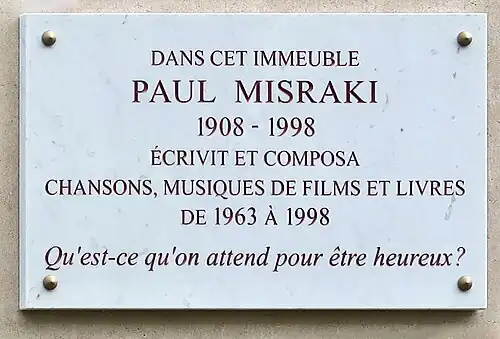 DANS CET IMMEUBLE
PAUL MISRAKI
1908 - 1998
ÉCRIVIT ET COMPOSA
CHANSONS, MUSIQUES DE FILMS ET LIVRES
DE 1963 À 1998
Qu'est-ce qu'on attend pour être heureux?